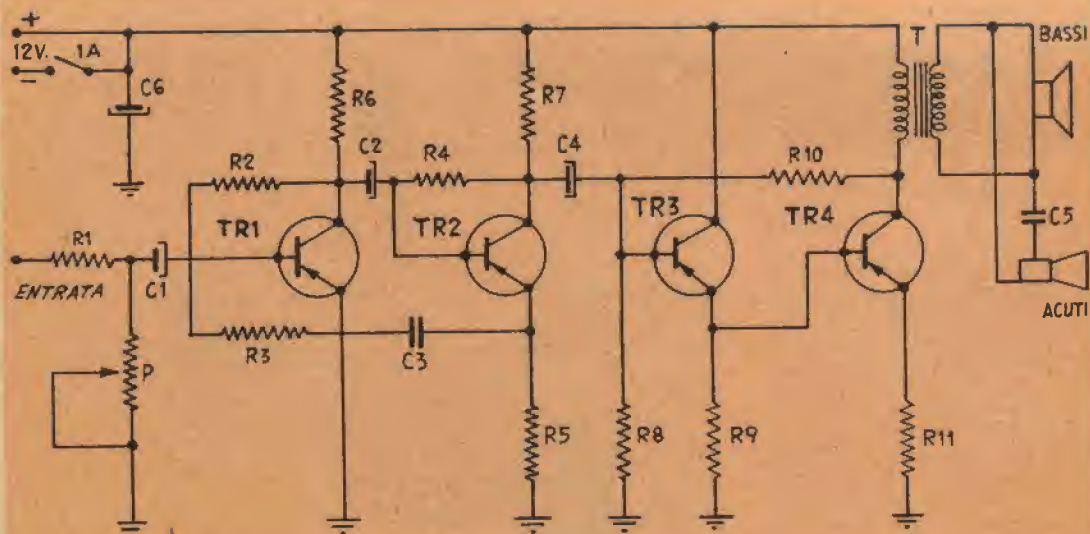 +
T
BASSI
12V.
1A
−
C6
R6
R7
R2
C2
R4
C4
R10
TR1
TR2
TR3
TR4
C5
R1
C1
ENTRATA
ACUTI
R3
C3
P
R5
R8
R9
R11